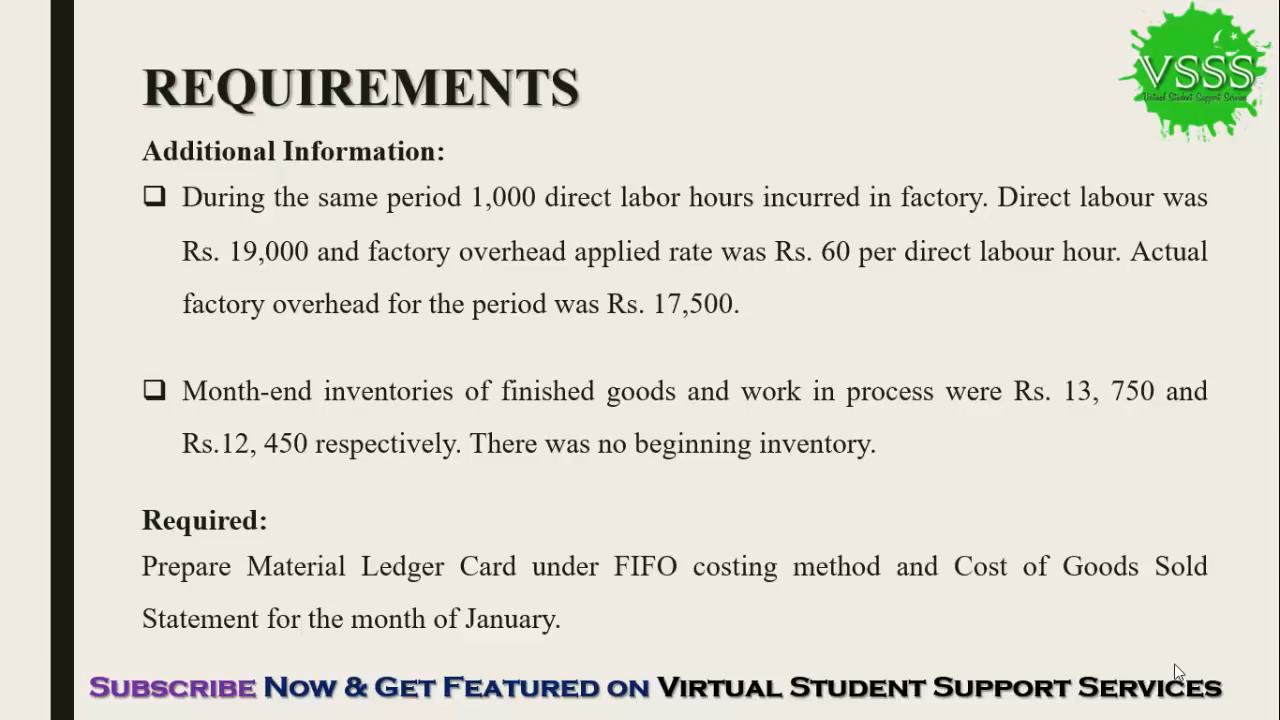 VSSS
Virtual Student Support Service
REQUIREMENTS
Additional Information:
During the same period 1,000 direct labor hours incurred in factory. Direct labour was
Rs. 19,000 and factory overhead applied rate was Rs. 60 per direct labour hour. Actual
factory overhead for the period was Rs. 17,500.
Month-end inventories of finished goods and work in process were Rs. 13, 750 and
Rs.12, 450 respectively. There was no beginning inventory.
Required:
Prepare Material Ledger Card under FIFO costing method and Cost of Goods Sold
Statement for the month of January.
Subscribe Now & Get Featured on Virtual Student Support Services